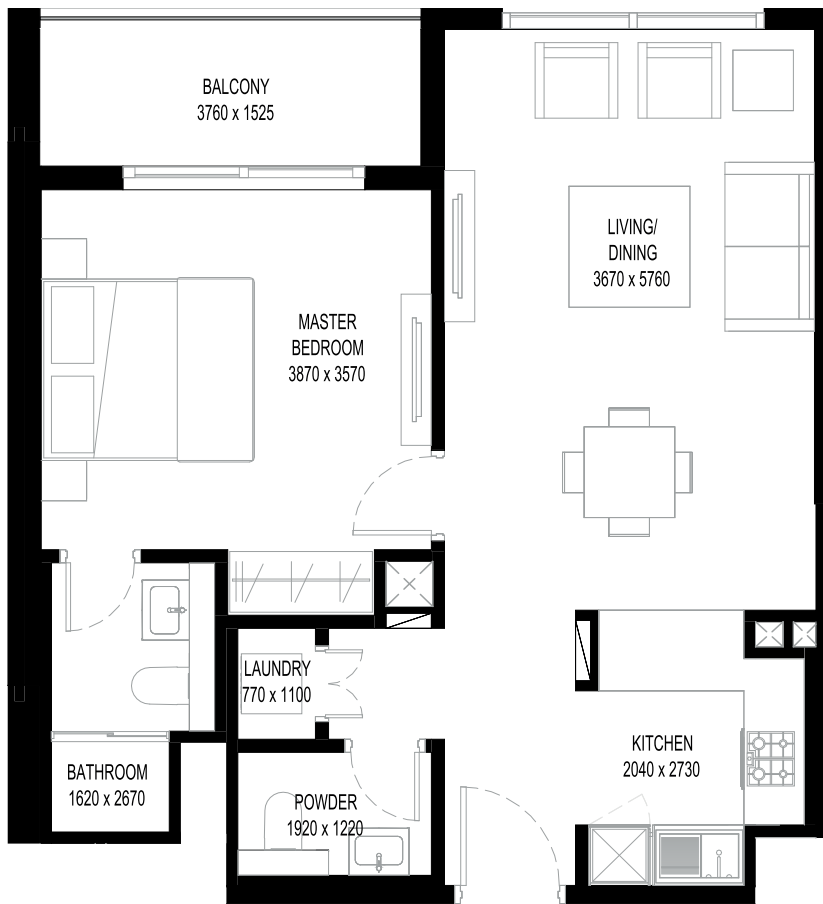 BALCONY
3760 x 1525
LIVING/
DINING
3670 x 5760
MASTER
BEDROOM
3870 x 3570
LAUNDRY
770 x 1100
KITCHEN
2040 x 2730
BATHROOM
1620 x 2670
POWDER
1920 x 1220